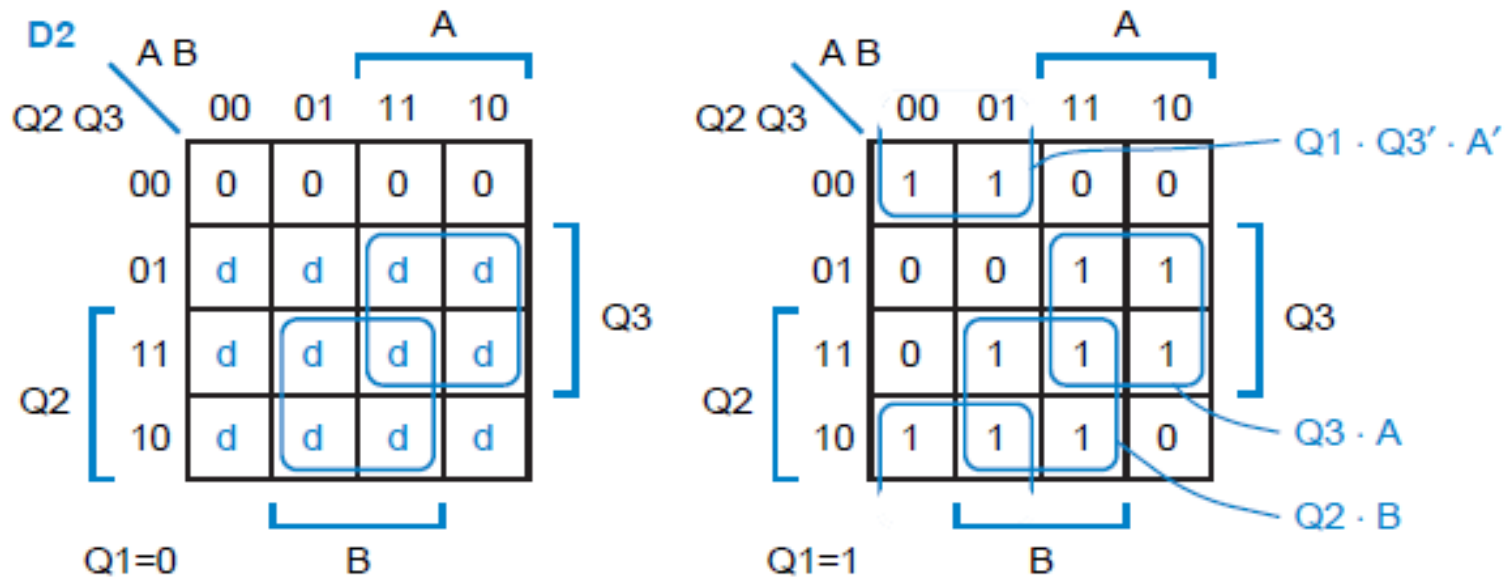 D2
A B
A
Q2 Q3
00 01 11 10
00 0 0 0 0
01 d d d d
11 d d d d
10 d d d d
Q3
Q2
Q1=0
B
A B
A
Q2 Q3
00 01 11 10
00 1 1 0 0
01 0 0 1 1
11 0 1 1 1
10 1 1 1 0
Q3
Q2
Q1=1
B
Q1 · Q3′ · A′
Q3 · A
Q2 · B